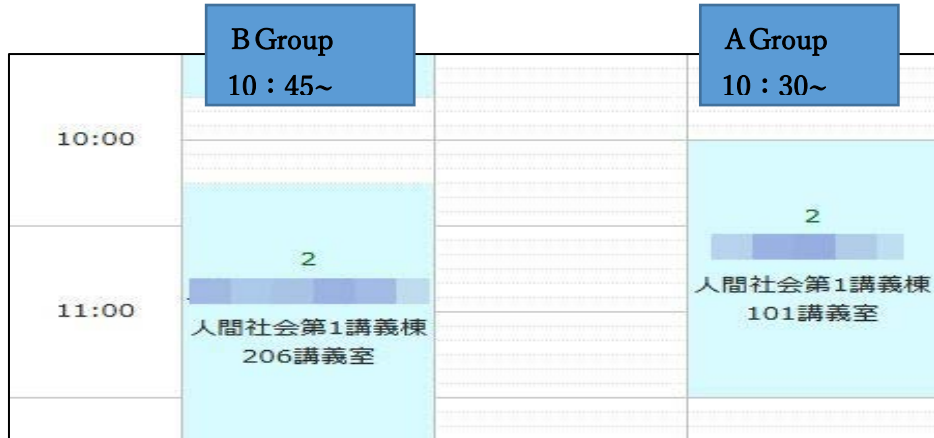 B Group
10：45~
A Group
10：30~
10:00
2
人間社会第1講義棟
101講義室
2
11:00
人間社会第1講義棟
206講義室